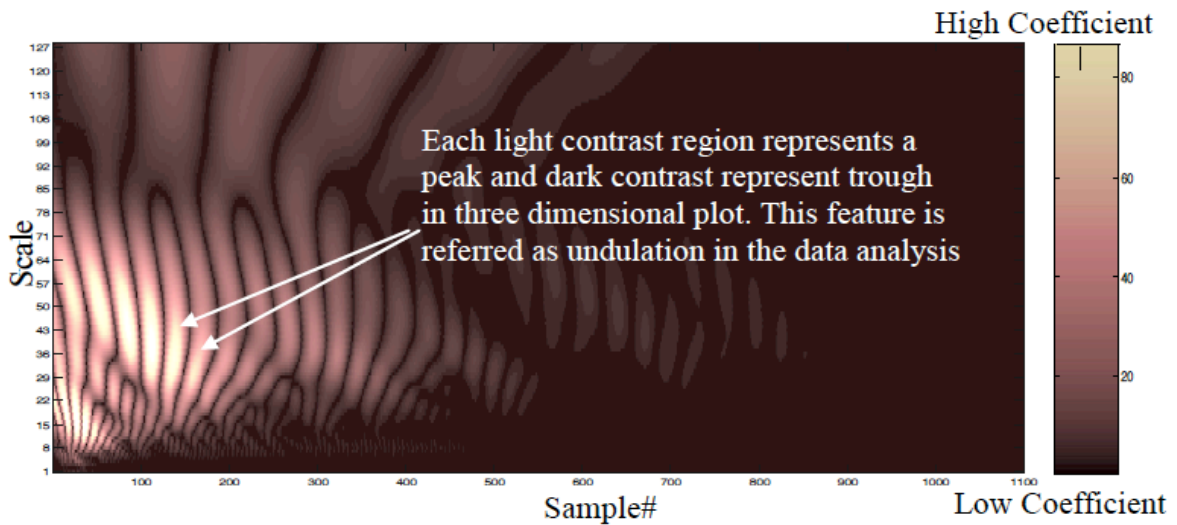 High Coefficient
127
120
113
106
99
92
85
78
71
64
57
50
43
36
29
22
15
8
1
Scale
Each light contrast region represents a
peak and dark contrast represent trough
in three dimensional plot. This feature is
referred as undulation in the data analysis
80
60
40
20
100 200 300 400 500 600 700 800 900 1000 1100
Sample#
Low Coefficient